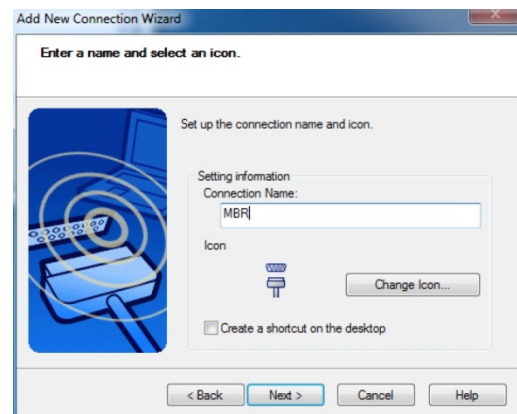 Add New Connection Wizard
Enter a name and select an icon.
Set up the connection name and icon.
Setting information
Connection Name:
MBR
Icon
Change Icon...
Create a shortcut on the desktop
< Back Next > Cancel Help